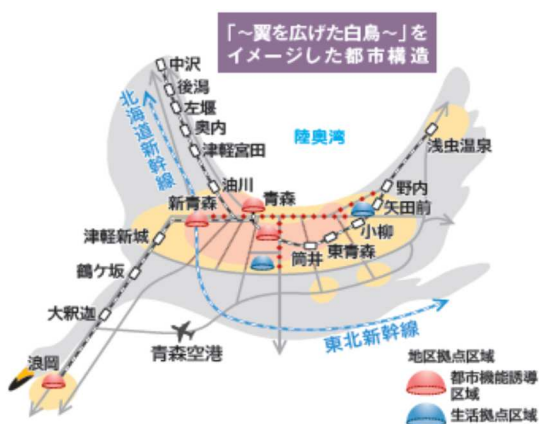 「～翼を広げた白鳥～」を
イメージした都市構造
中沢
後潟
左堰
奥内
津軽宮田
油川
北海道新幹線
陸奥湾
浅虫温泉
野内
矢田前
小柳
東青森
筒井
青森
新青森
津軽新城
鶴ケ坂
大釈迦
浪岡
青森空港
東北新幹線
地区拠点区域
都市機能誘導
区域
生活拠点区域